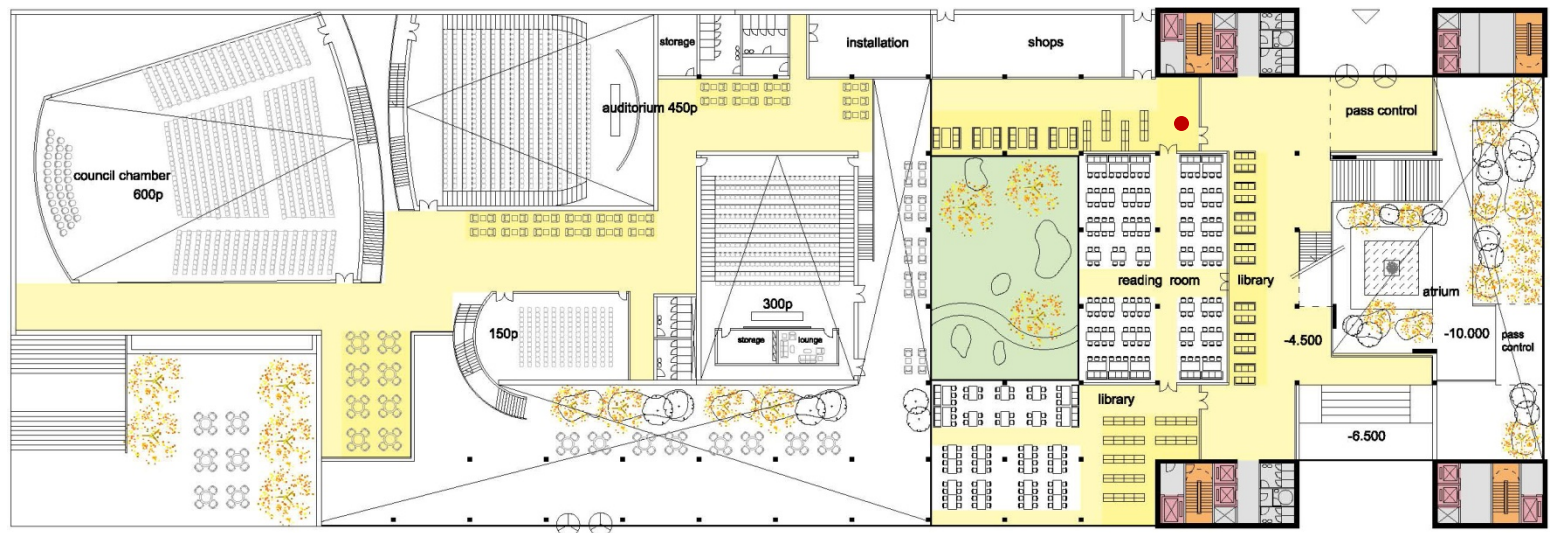 storage
installation
shops
auditorium 450p
pass control
council chamber
600p
reading room
library
atrium
300p
150p
storage
lounge
-4.500
-10.000
pass
control
library
-6.500